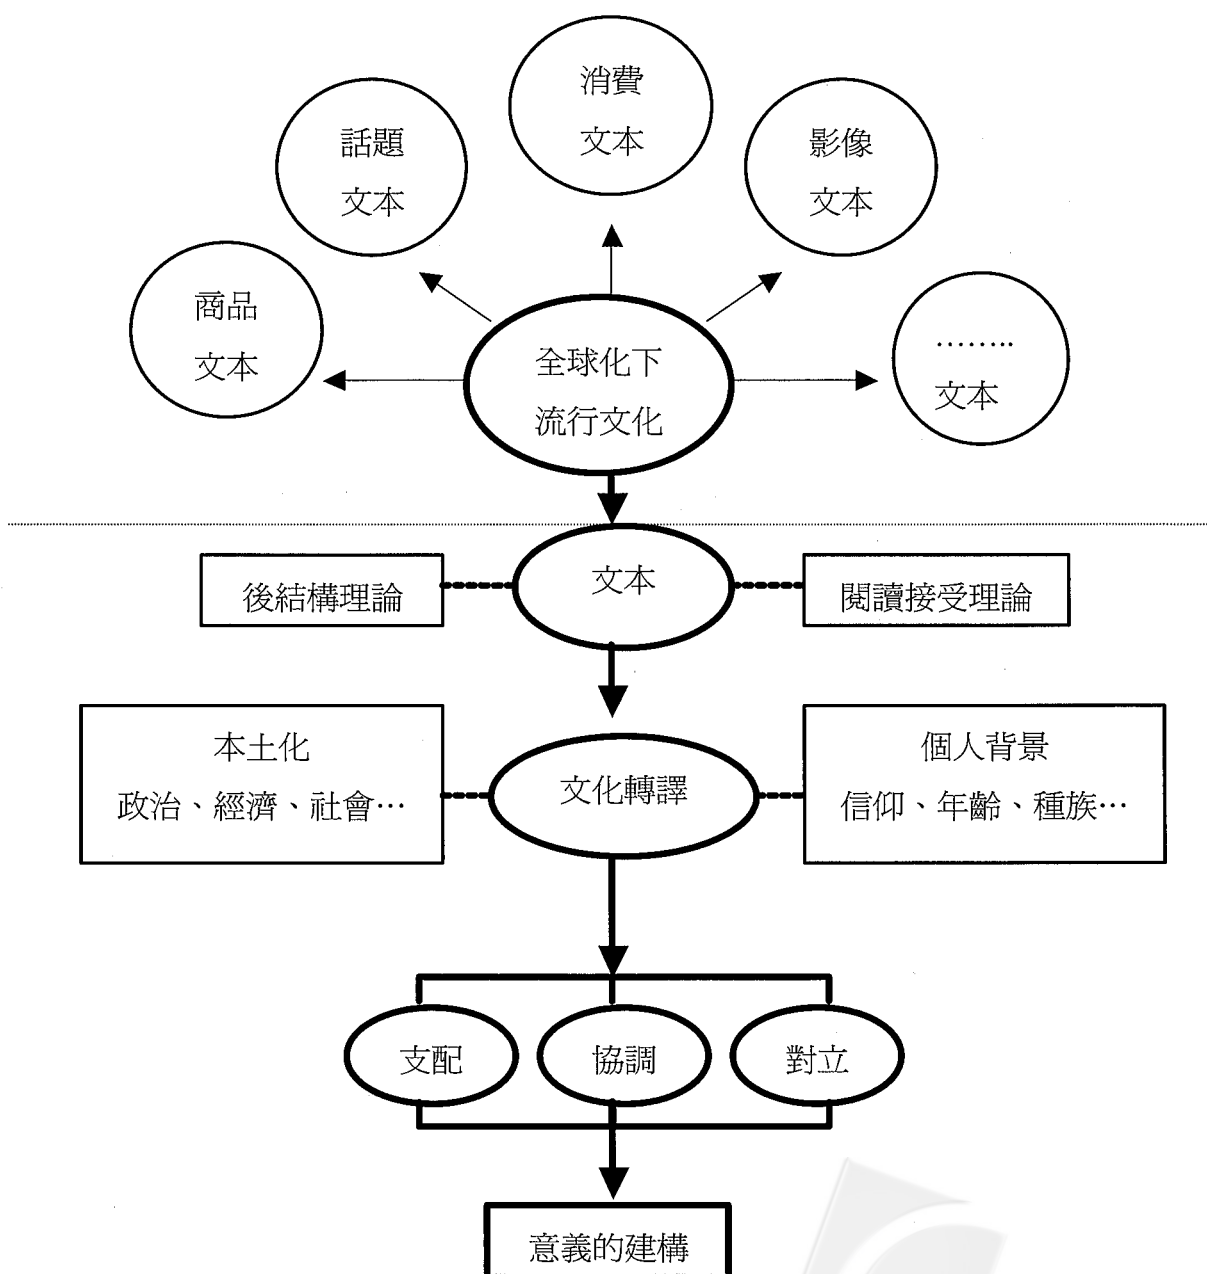 消費
文本
話題
文本
影像
文本
商品
文本
........
文本
全球化下
流行文化
文本
後結構理論
閱讀接受理論
本土化
政治、經濟、社會…
文化轉譯
個人背景
信仰、年齡、種族…
支配
協調
對立
意義的建構